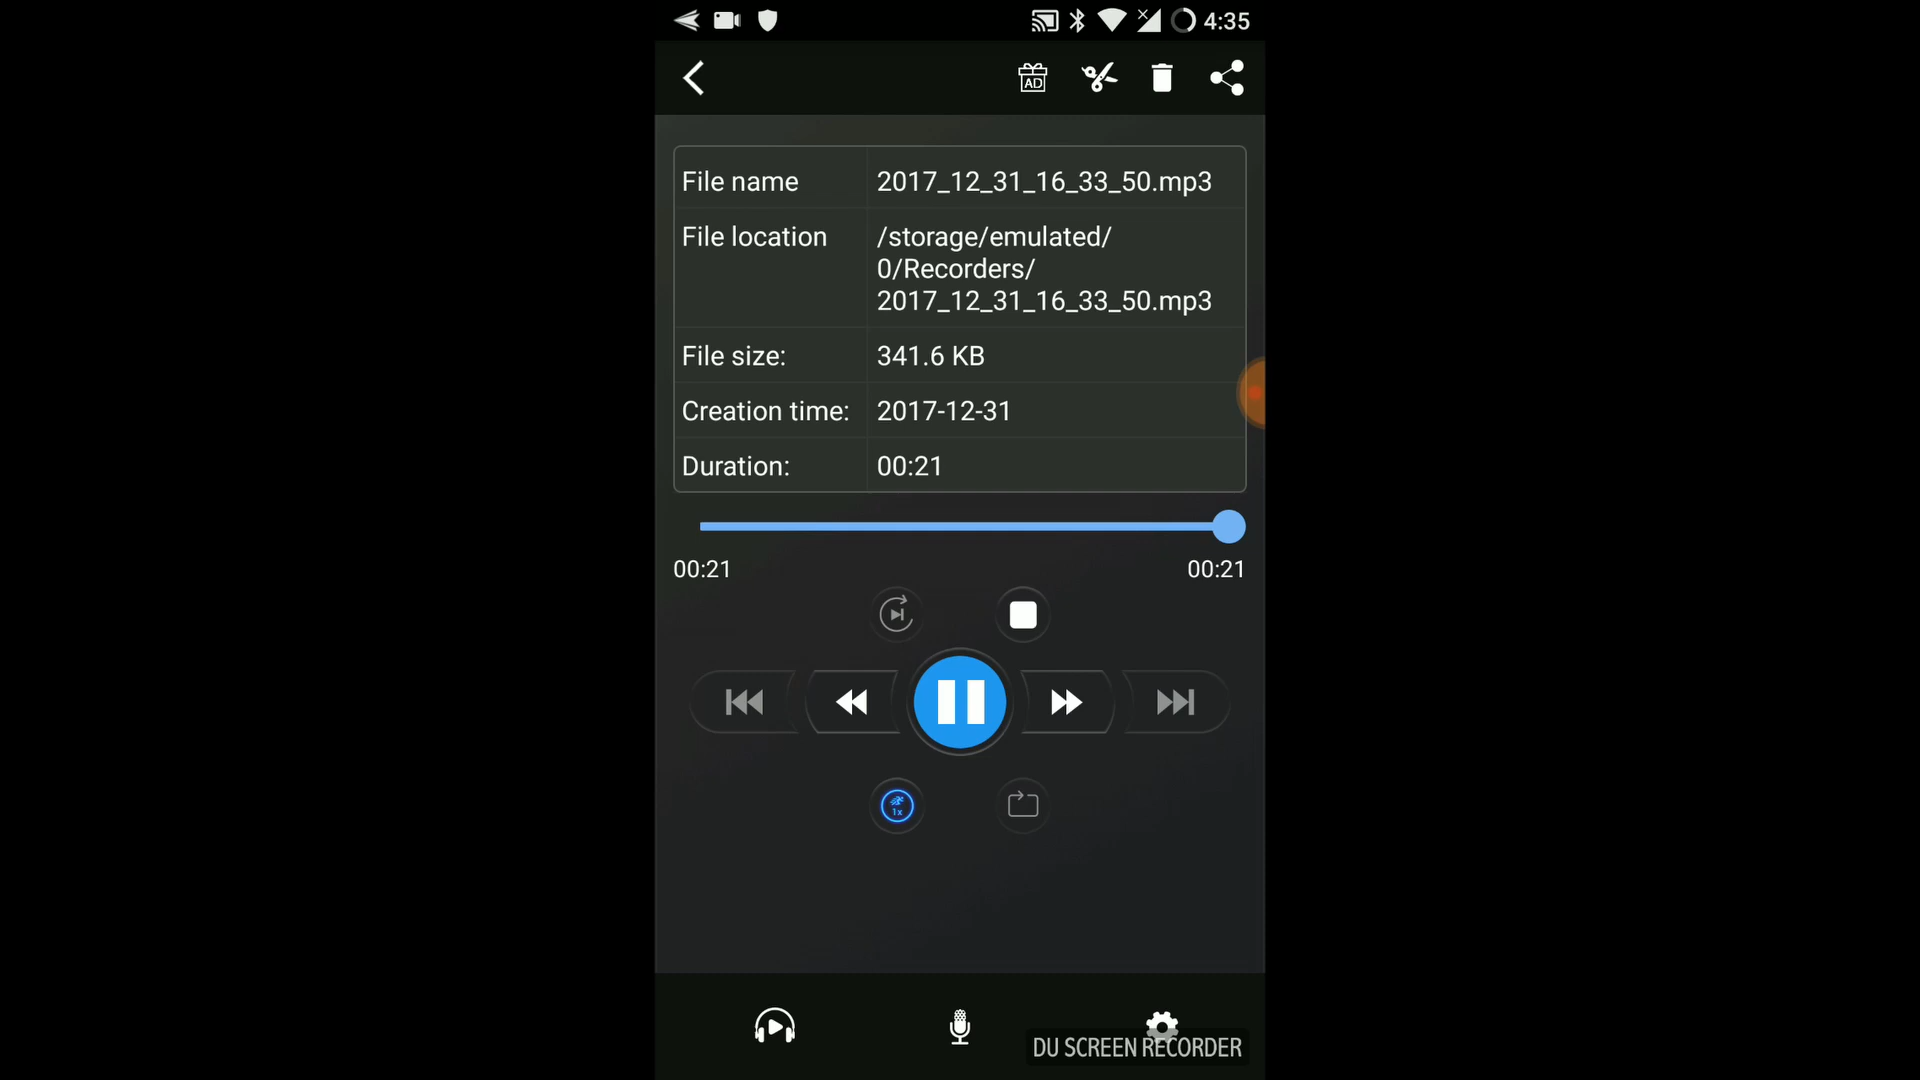 4:35
AD
File name 2017_12_31_16_33_50.mp3
File location /storage/emulated/
0/Recorders/
2017_12_31_16_33_50.mp3
File size: 341.6 KB
Creation time: 2017-12-31
Duration: 00:21
00:21 00:21
1x
DU SCREEN RECORDER